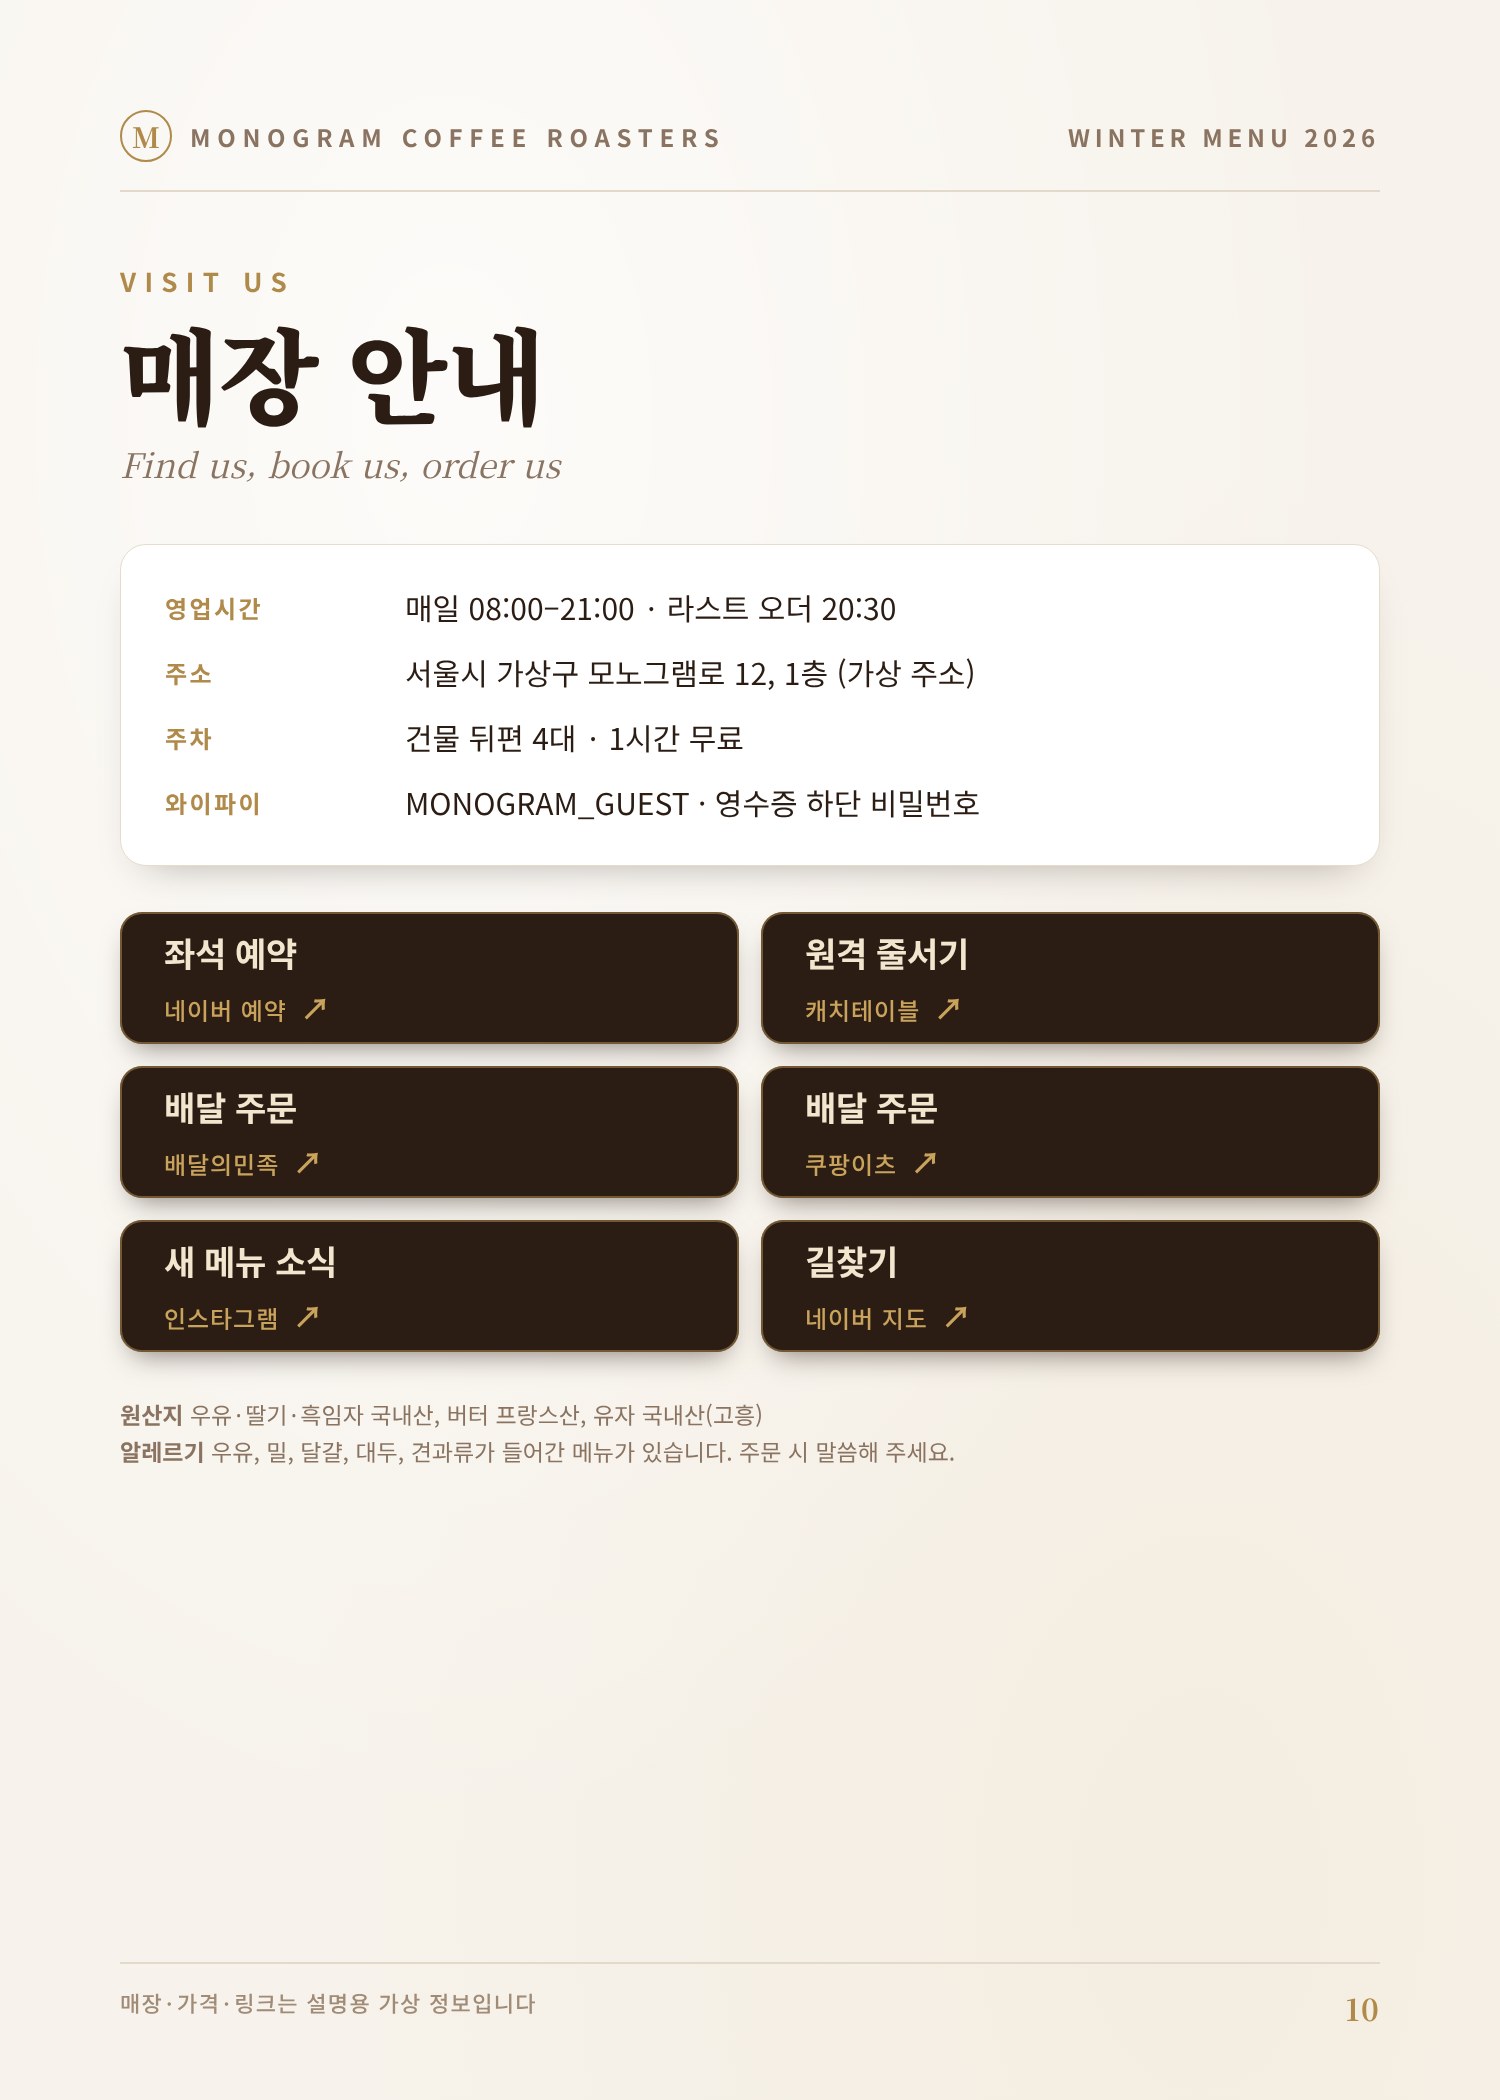 M MONOGRAM COFFEE ROASTERS
WINTER MENU 2026
VISIT US
매장 안내
Find us, book us, order us
영업시간 매일 08:00–21:00 · 라스트 오더 20:30
주소 서울시 가상구 모노그램로 12, 1층 (가상 주소)
주차 건물 뒤편 4대 · 1시간 무료
와이파이 MONOGRAM_GUEST · 영수증 하단 비밀번호
좌석 예약
네이버 예약 ↗
원격 줄서기
캐치테이블 ↗
배달 주문
배달의민족 ↗
배달 주문
쿠팡이츠 ↗
새 메뉴 소식
인스타그램 ↗
길찾기
네이버 지도 ↗
원산지 우유·딸기·흑임자 국내산, 버터 프랑스산, 유자 국내산(고흥)
알레르기 우유, 밀, 달걀, 대두, 견과류가 들어간 메뉴가 있습니다. 주문 시 말씀해 주세요.
매장·가격·링크는 설명용 가상 정보입니다
10